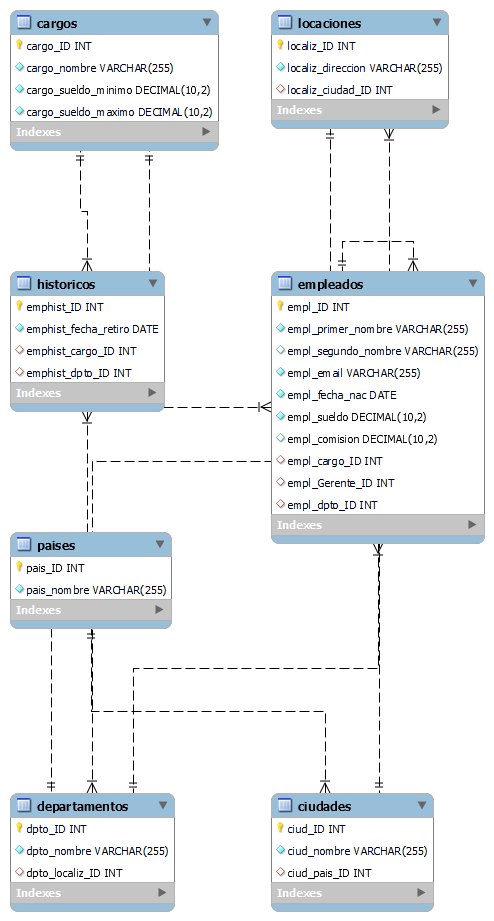 cargos
cargo_ID INT
cargo_nombre VARCHAR(255)
cargo_sueldo_minimo DECIMAL(10,2)
cargo_sueldo_maximo DECIMAL(10,2)
Indexes
locaciones
localiz_ID INT
localiz_direccion VARCHAR(255)
localiz_ciudad_ID INT
Indexes
historicos
emphist_ID INT
emphist_fecha_retiro DATE
emphist_cargo_ID INT
emphist_dpto_ID INT
Indexes
empleados
empl_ID INT
empl_primer_nombre VARCHAR(255)
empl_segundo_nombre VARCHAR(255)
empl_email VARCHAR(255)
empl_fecha_nac DATE
empl_sueldo DECIMAL(10,2)
empl_comision DECIMAL(10,2)
empl_cargo_ID INT
empl_Gerente_ID INT
empl_dpto_ID INT
Indexes
paises
pais_ID INT
pais_nombre VARCHAR(255)
Indexes
departamentos
dpto_ID INT
dpto_nombre VARCHAR(255)
dpto_localiz_ID INT
Indexes
ciudades
ciud_ID INT
ciud_nombre VARCHAR(255)
ciud_pais_ID INT
Indexes